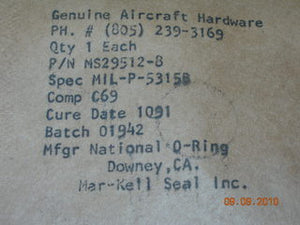 Genuine Aircraft Hardware
PH. # (805) 239-3169
Qty 1 Each
P/N MS29512-8
Spec MIL-P-5315B
Comp C69
Cure Date 1Q91
Batch 01942
Mfgr National O-Ring
Downey,CA.
Mar-Kell Seal Inc.
09.08.2010